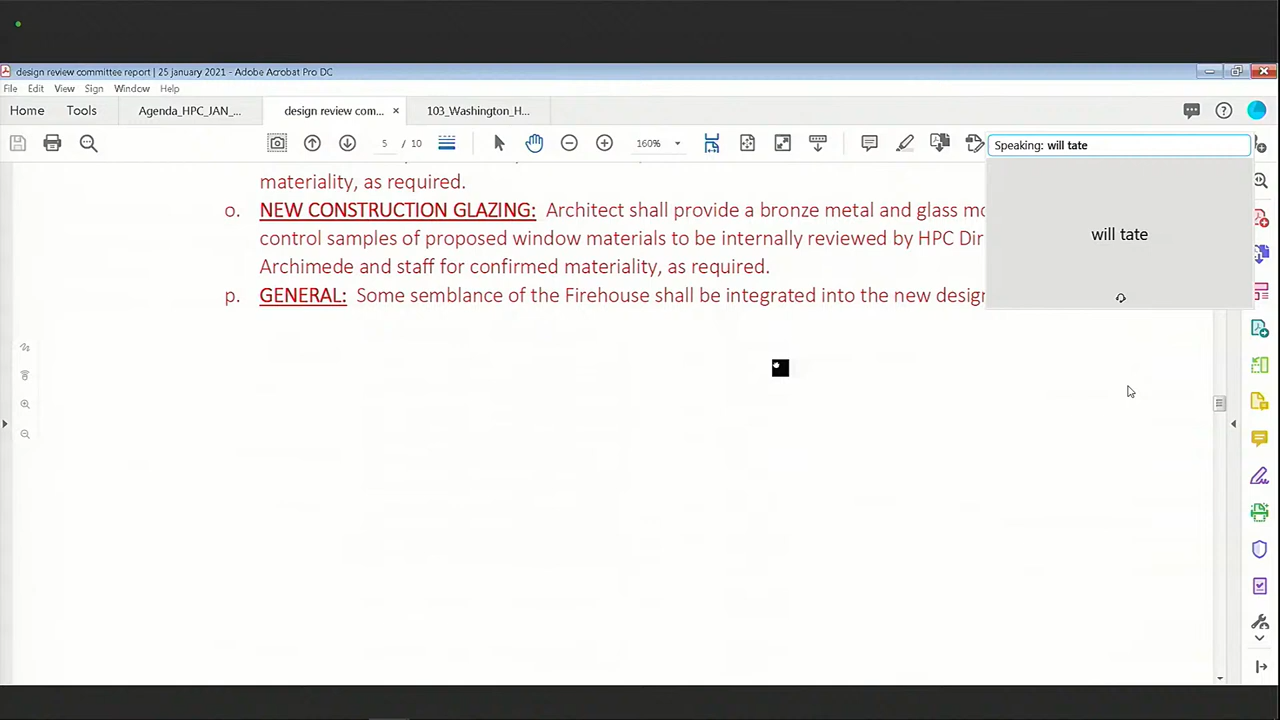 design review committee report | 25 january 2021 - Adobe Acrobat Pro DC
File Edit View Sign Window Help
Home Tools Agenda_HPC_JAN_... design review com... × 103_Washington_H...
5 / 10 160%
Speaking: will tate
materiality, as required.
o. NEW CONSTRUCTION GLAZING: Architect shall provide a bronze metal and glass mo
will tate
control samples of proposed window materials to be internally reviewed by HPC Dir
Archimede and staff for confirmed materiality, as required.
p. GENERAL: Some semblance of the Firehouse shall be integrated into the new design